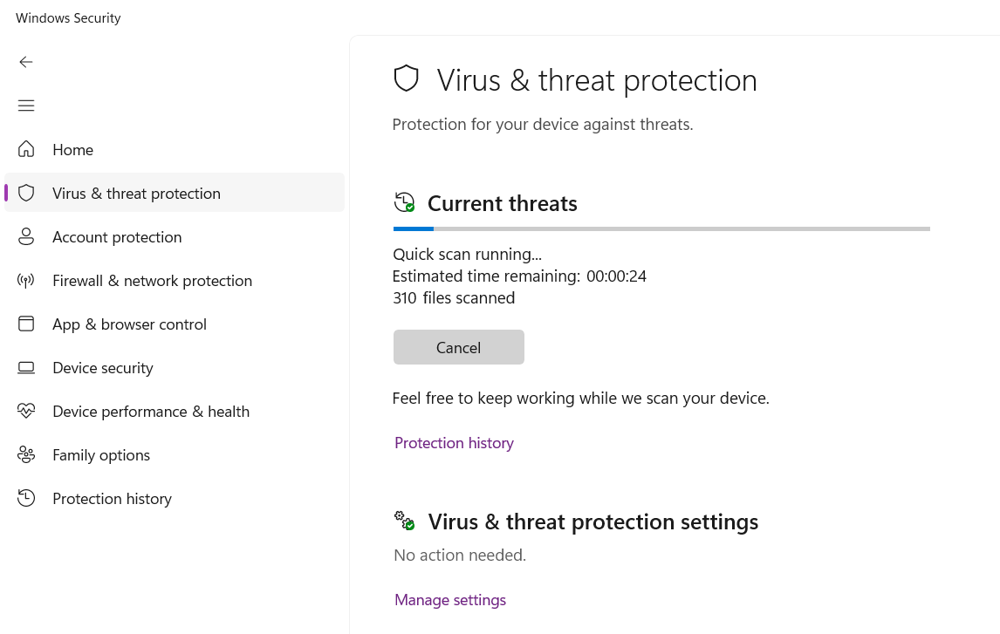 Windows Security
Home
Virus & threat protection
Account protection
Firewall & network protection
App & browser control
Device security
Device performance & health
Family options
Protection history
Virus & threat protection
Protection for your device against threats.
Current threats
Quick scan running...
Estimated time remaining: 00:00:24
310 files scanned
Cancel
Feel free to keep working while we scan your device.
Protection history
Virus & threat protection settings
No action needed.
Manage settings